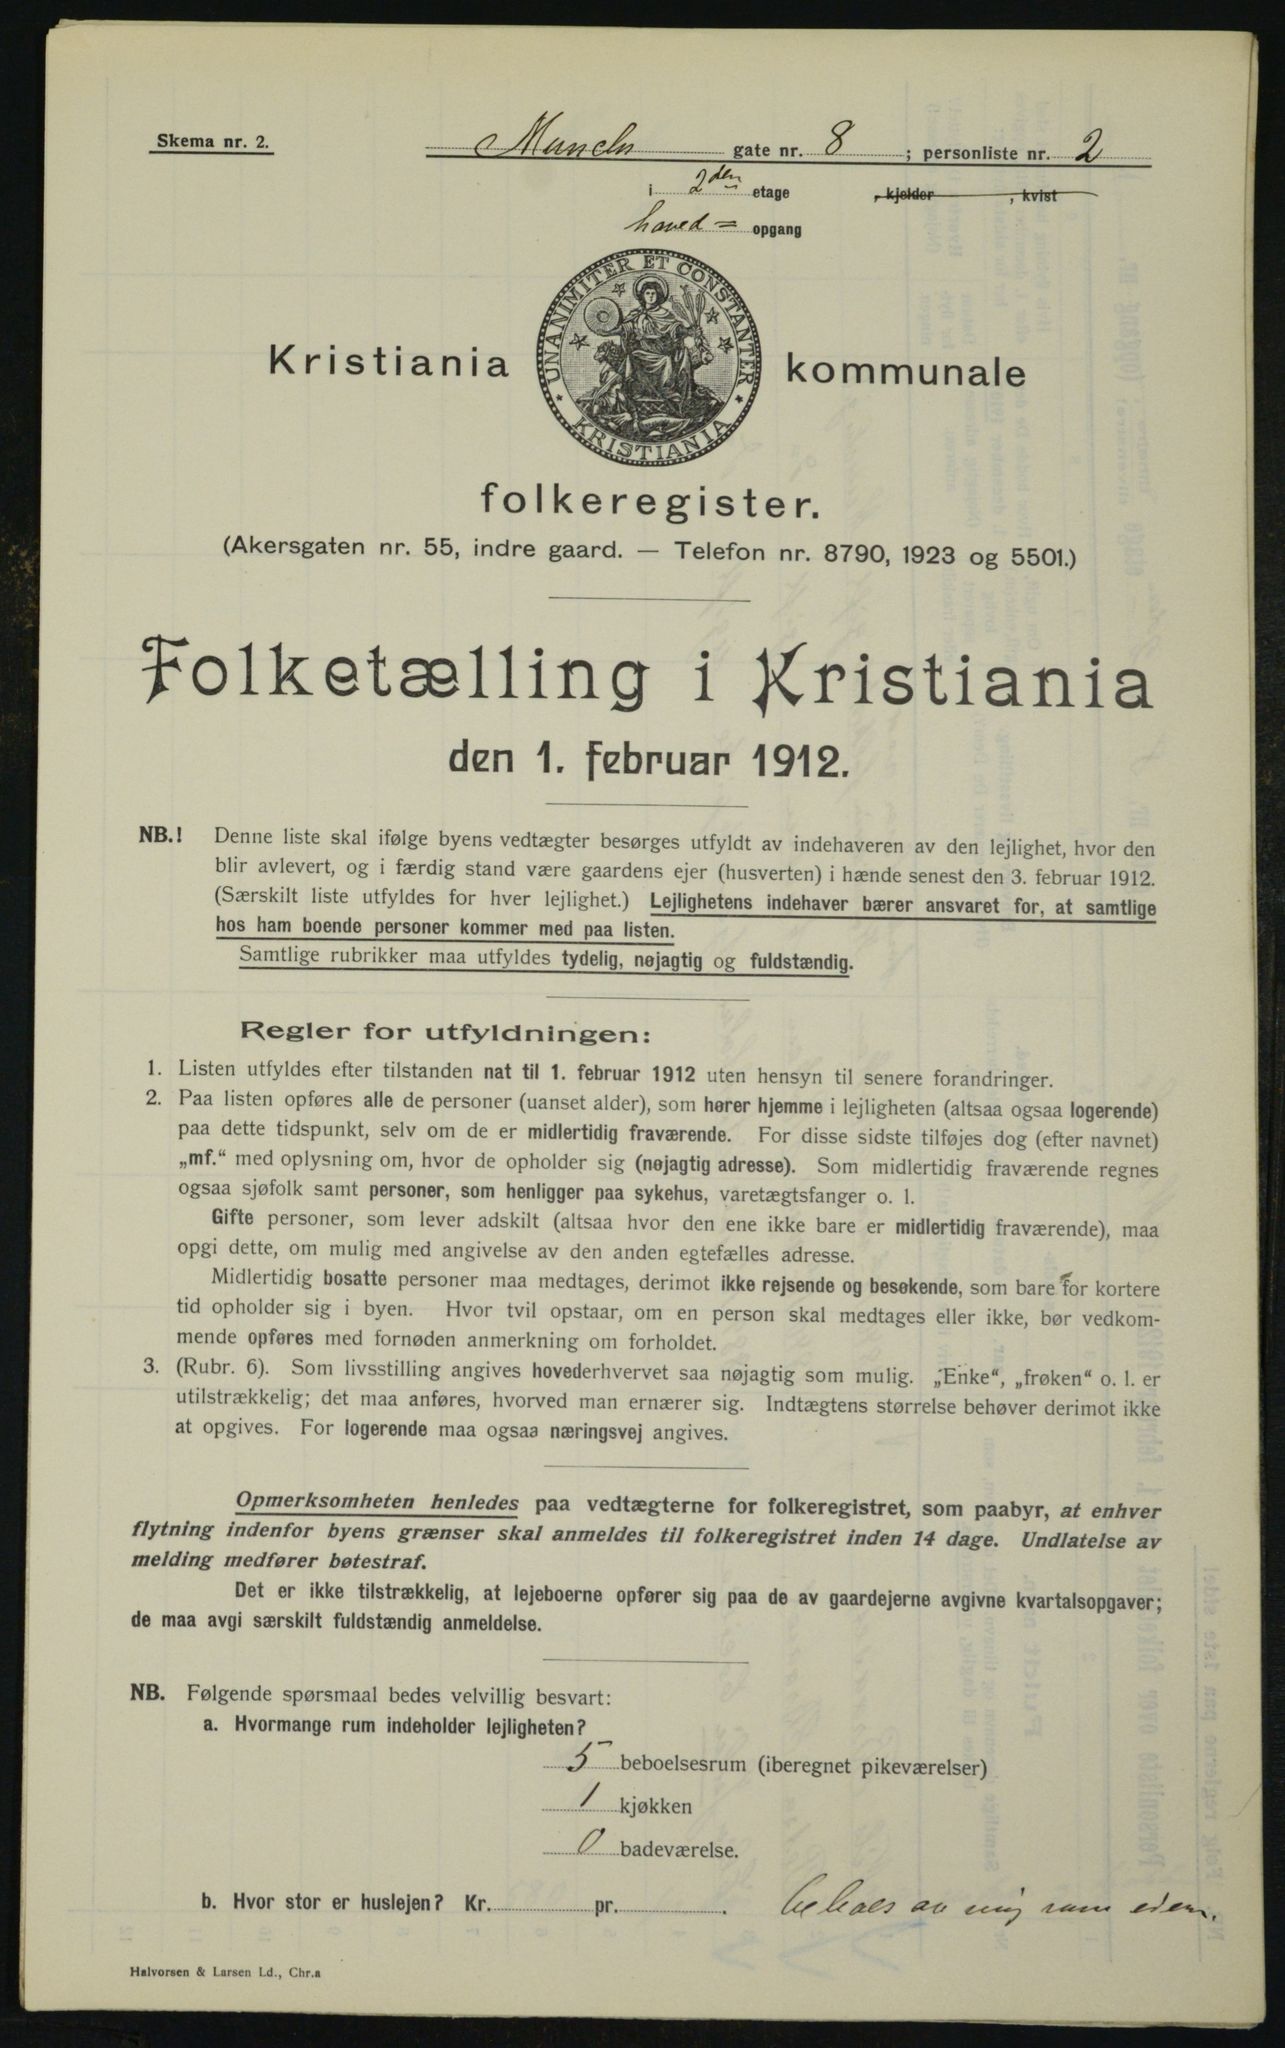 Skema nr. 2.
Munchs gate nr. 8; personliste nr. 2
i 2den etage , kjelder , kvist
hoved= opgang
UNANIMITER ET CONSTANTER
KRISTIANIA
Kristiania kommunale
folkeregister.
(Akersgaten nr. 55, indre gaard. — Telefon nr. 8790, 1923 og 5501.)
Folketælling i Kristiania
den 1. februar 1912.
NB.! Denne liste skal ifølge byens vedtægter besørges utfyldt av indehaveren av den lejlighet, hvor den
blir avlevert, og i færdig stand være gaardens ejer (husverten) i hænde senest den 3. februar 1912.
(Særskilt liste utfyldes for hver lejlighet.) Lejlighetens indehaver bærer ansvaret for, at samtlige
hos ham boende personer kommer med paa listen.
Samtlige rubrikker maa utfyldes tydelig, nøjagtig og fuldstændig.
Regler for utfyldningen:
1. Listen utfyldes efter tilstanden nat til 1. februar 1912 uten hensyn til senere forandringer.
2. Paa listen opføres alle de personer (uanset alder), som hører hjemme i lejligheten (altsaa ogsaa logerende)
paa dette tidspunkt, selv om de er midlertidig fraværende. For disse sidste tilføjes dog (efter navnet)
„mf.“ med oplysning om, hvor de opholder sig (nøjagtig adresse). Som midlertidig fraværende regnes
ogsaa sjøfolk samt personer, som henligger paa sykehus, varetægtsfanger o. l.
Gifte personer, som lever adskilt (altsaa hvor den ene ikke bare er midlertidig fraværende), maa
opgi dette, om mulig med angivelse av den anden egtefælles adresse.
Midlertidig bosatte personer maa medtages, derimot ikke rejsende og besøkende, som bare for kortere
tid opholder sig i byen. Hvor tvil opstaar, om en person skal medtages eller ikke, bør vedkom-
mende opføres med fornøden anmerkning om forholdet.
3. (Rubr. 6). Som livsstilling angives hovederhvervet saa nøjagtig som mulig. „Enke“, „frøken“ o. l. er
utilstrækkelig; det maa anføres, hvorved man ernærer sig. Indtægtens størrelse behøver derimot ikke
at opgives. For logerende maa ogsaa næringsvej angives.
Opmerksomheten henledes paa vedtægterne for folkeregistret, som paabyr, at enhver
flytning indenfor byens grænser skal anmeldes til folkeregistret inden 14 dage. Undlatelse av
melding medfører bøtestraf.
Det er ikke tilstrækkelig, at lejeboerne opfører sig paa de av gaardejerne avgivne kvartalsopgaver;
de maa avgi særskilt fuldstændig anmeldelse.
NB. Følgende spørsmaal bedes velvillig besvart:
a. Hvormange rum indeholder lejligheten?
5 beboelsesrum (iberegnet pikeværelser)
1 kjøkken
0 badeværelse.
b. Hvor stor er huslejen? Kr. pr. . beboes av mig som eier.
Halvorsen & Larsen Ld., Chr.a